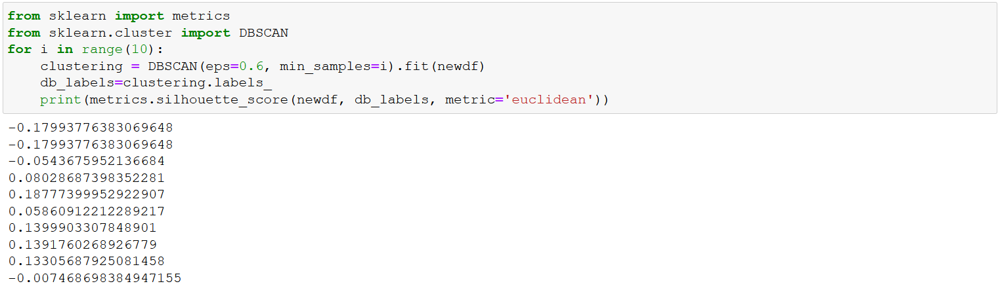 from sklearn import metrics
from sklearn.cluster import DBSCAN
for i in range(10):
    clustering = DBSCAN(eps=0.6, min_samples=i).fit(newdf)
    db_labels=clustering.labels_
    print(metrics.silhouette_score(newdf, db_labels, metric='euclidean'))
-0.17993776383069648
-0.17993776383069648
-0.0543675952136684
0.08028687398352281
0.18777399952922907
0.05860912212289217
0.1399903307848901
0.1391760268926779
0.13305687925081458
-0.007468698384947155